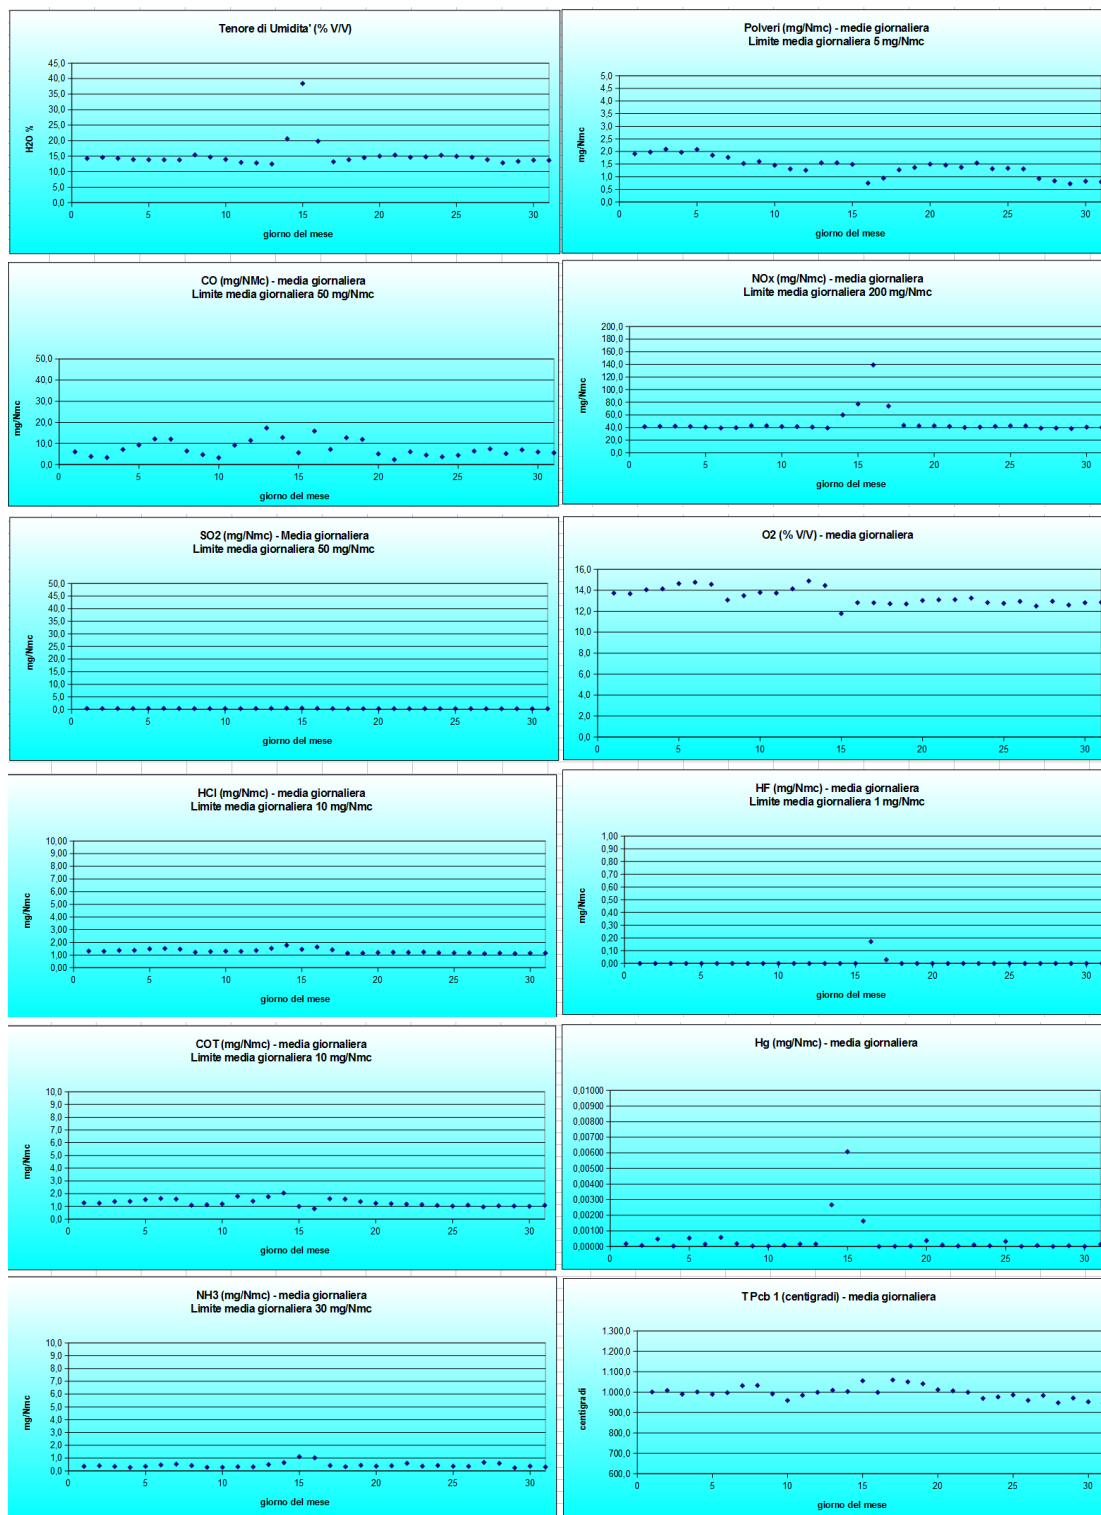 Tenore di Umidita' (% V/V)
45,0
40,0
35,0
30,0
25,0
20,0
15,0
10,0
5,0
0,0
H2O %
0 5 10 15 20 25 30
giorno del mese
Polveri (mg/Nmc) - medie giornaliera
Limite media giornaliera 5 mg/Nmc
5,0
4,5
4,0
3,5
3,0
2,5
2,0
1,5
1,0
0,5
0,0
mg/Nmc
0 5 10 15 20 25 30
giorno del mese
CO (mg/NMc) - media giornaliera
Limite media giornaliera 50 mg/Nmc
50,0
40,0
30,0
20,0
10,0
0,0
mg/Nmc
0 5 10 15 20 25 30
giorno del mese
NOx (mg/Nmc) - media giornaliera
Limite media giornaliera 200 mg/Nmc
200,0
180,0
160,0
140,0
120,0
100,0
80,0
60,0
40,0
20,0
0,0
mg/Nmc
0 5 10 15 20 25 30
giorno del mese
SO2 (mg/Nmc) - Media giornaliera
Limite media giornaliera 50 mg/Nmc
50,0
45,0
40,0
35,0
30,0
25,0
20,0
15,0
10,0
5,0
0,0
mg/Nmc
0 5 10 15 20 25 30
giorno del mese
O2 (% V/V) - media giornaliera
16,0
14,0
12,0
10,0
8,0
6,0
4,0
2,0
0,0
0 5 10 15 20 25 30
giorno del mese
HCl (mg/Nmc) - media giornaliera
Limite media giornaliera 10 mg/Nmc
10,00
9,00
8,00
7,00
6,00
5,00
4,00
3,00
2,00
1,00
0,00
mg/Nmc
0 5 10 15 20 25 30
giorno del mese
HF (mg/Nmc) - media giornaliera
Limite media giornaliera 1 mg/Nmc
1,00
0,90
0,80
0,70
0,60
0,50
0,40
0,30
0,20
0,10
0,00
mg/Nmc
0 5 10 15 20 25 30
giorno del mese
COT (mg/Nmc) - media giornaliera
Limite media giornaliera 10 mg/Nmc
10,0
9,0
8,0
7,0
6,0
5,0
4,0
3,0
2,0
1,0
0,0
mg/Nmc
0 5 10 15 20 25 30
giorno del mese
Hg (mg/Nmc) - media giornaliera
0,01000
0,00900
0,00800
0,00700
0,00600
0,00500
0,00400
0,00300
0,00200
0,00100
0,00000
0 5 10 15 20 25 30
giorno del mese
NH3 (mg/Nmc) - media giornaliera
Limite media giornaliera 30 mg/Nmc
10,0
9,0
8,0
7,0
6,0
5,0
4,0
3,0
2,0
1,0
0,0
mg/Nmc
0 5 10 15 20 25 30
giorno del mese
T Pcb 1 (centigradi) - media giornaliera
1.300,0
1.200,0
1.100,0
1.000,0
900,0
800,0
700,0
600,0
centigradi
0 5 10 15 20 25 30
giorno del mese